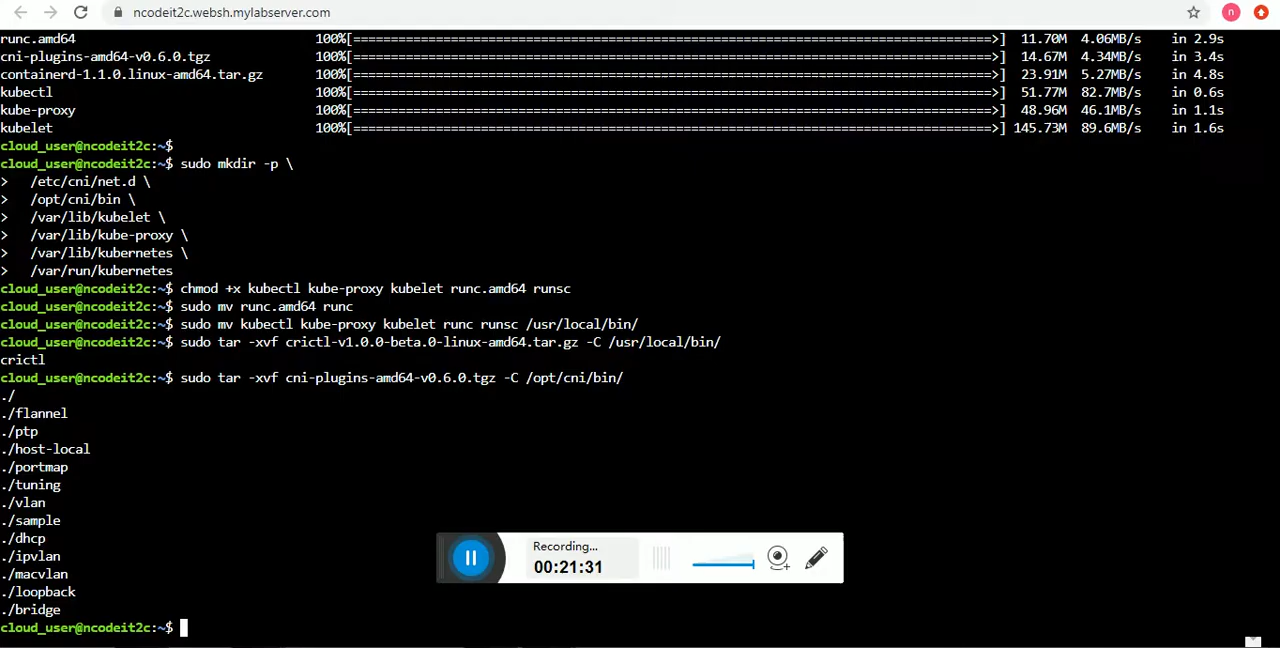 ncodeit2c.websh.mylabserver.com
n
runc.amd64 100%[===================================================================================>] 11.70M 4.06MB/s in 2.9s
cni-plugins-amd64-v0.6.0.tgz 100%[===================================================================================>] 14.67M 4.34MB/s in 3.4s
containerd-1.1.0.linux-amd64.tar.gz 100%[===================================================================================>] 23.91M 5.27MB/s in 4.8s
kubectl 100%[===================================================================================>] 51.77M 82.7MB/s in 0.6s
kube-proxy 100%[===================================================================================>] 48.96M 46.1MB/s in 1.1s
kubelet 100%[===================================================================================>] 145.73M 89.6MB/s in 1.6s
cloud_user@ncodeit2c:~$
cloud_user@ncodeit2c:~$ sudo mkdir -p \
> /etc/cni/net.d \
> /opt/cni/bin \
> /var/lib/kubelet \
> /var/lib/kube-proxy \
> /var/lib/kubernetes \
> /var/run/kubernetes
cloud_user@ncodeit2c:~$ chmod +x kubectl kube-proxy kubelet runc.amd64 runsc
cloud_user@ncodeit2c:~$ sudo mv runc.amd64 runc
cloud_user@ncodeit2c:~$ sudo mv kubectl kube-proxy kubelet runc runsc /usr/local/bin/
cloud_user@ncodeit2c:~$ sudo tar -xvf crictl-v1.0.0-beta.0-linux-amd64.tar.gz -C /usr/local/bin/
crictl
cloud_user@ncodeit2c:~$ sudo tar -xvf cni-plugins-amd64-v0.6.0.tgz -C /opt/cni/bin/
./
./flannel
./ptp
./host-local
./portmap
./tuning
./vlan
./sample
./dhcp
./ipvlan
./macvlan
./loopback
./bridge
cloud_user@ncodeit2c:~$
Recording...
00:21:31